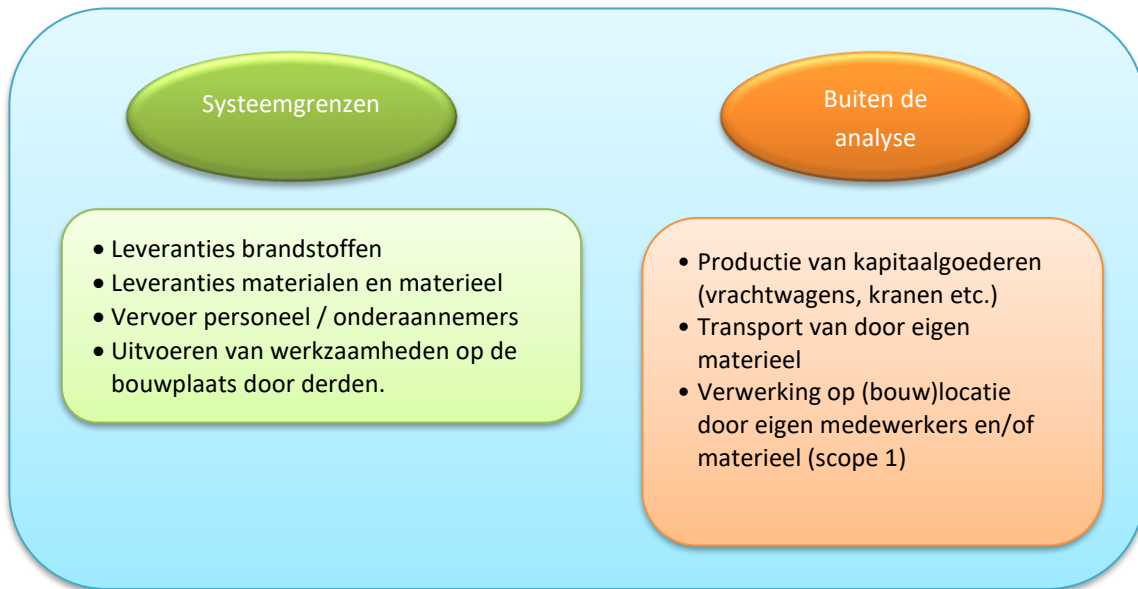 Systeemgrenzen
• Leveranties brandstoffen
• Leveranties materialen en materieel
• Vervoer personeel / onderaannemers
• Uitvoeren van werkzaamheden op de
bouwplaats door derden.
Buiten de
analyse
• Productie van kapitaalgoederen
(vrachtwagens, kranen etc.)
• Transport van door eigen
materieel
• Verwerking op (bouw)locatie
door eigen medewerkers en/of
materieel (scope 1)